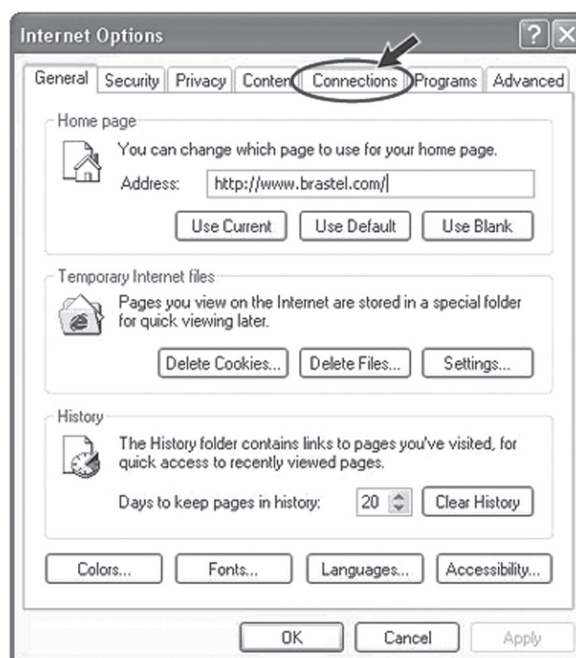 Internet Options
General Security Privacy Conten Connections Programs Advanced
Home page
You can change which page to use for your home page.
Address: http://www.brastel.com/
Use Current Use Default Use Blank
Temporary Internet files
Pages you view on the Internet are stored in a special folder
for quick viewing later.
Delete Cookies... Delete Files... Settings...
History
The History folder contains links to pages you've visited, for
quick access to recently viewed pages.
Days to keep pages in history: 20 Clear History
Colors... Fonts... Languages... Accessibility...
OK Cancel Apply